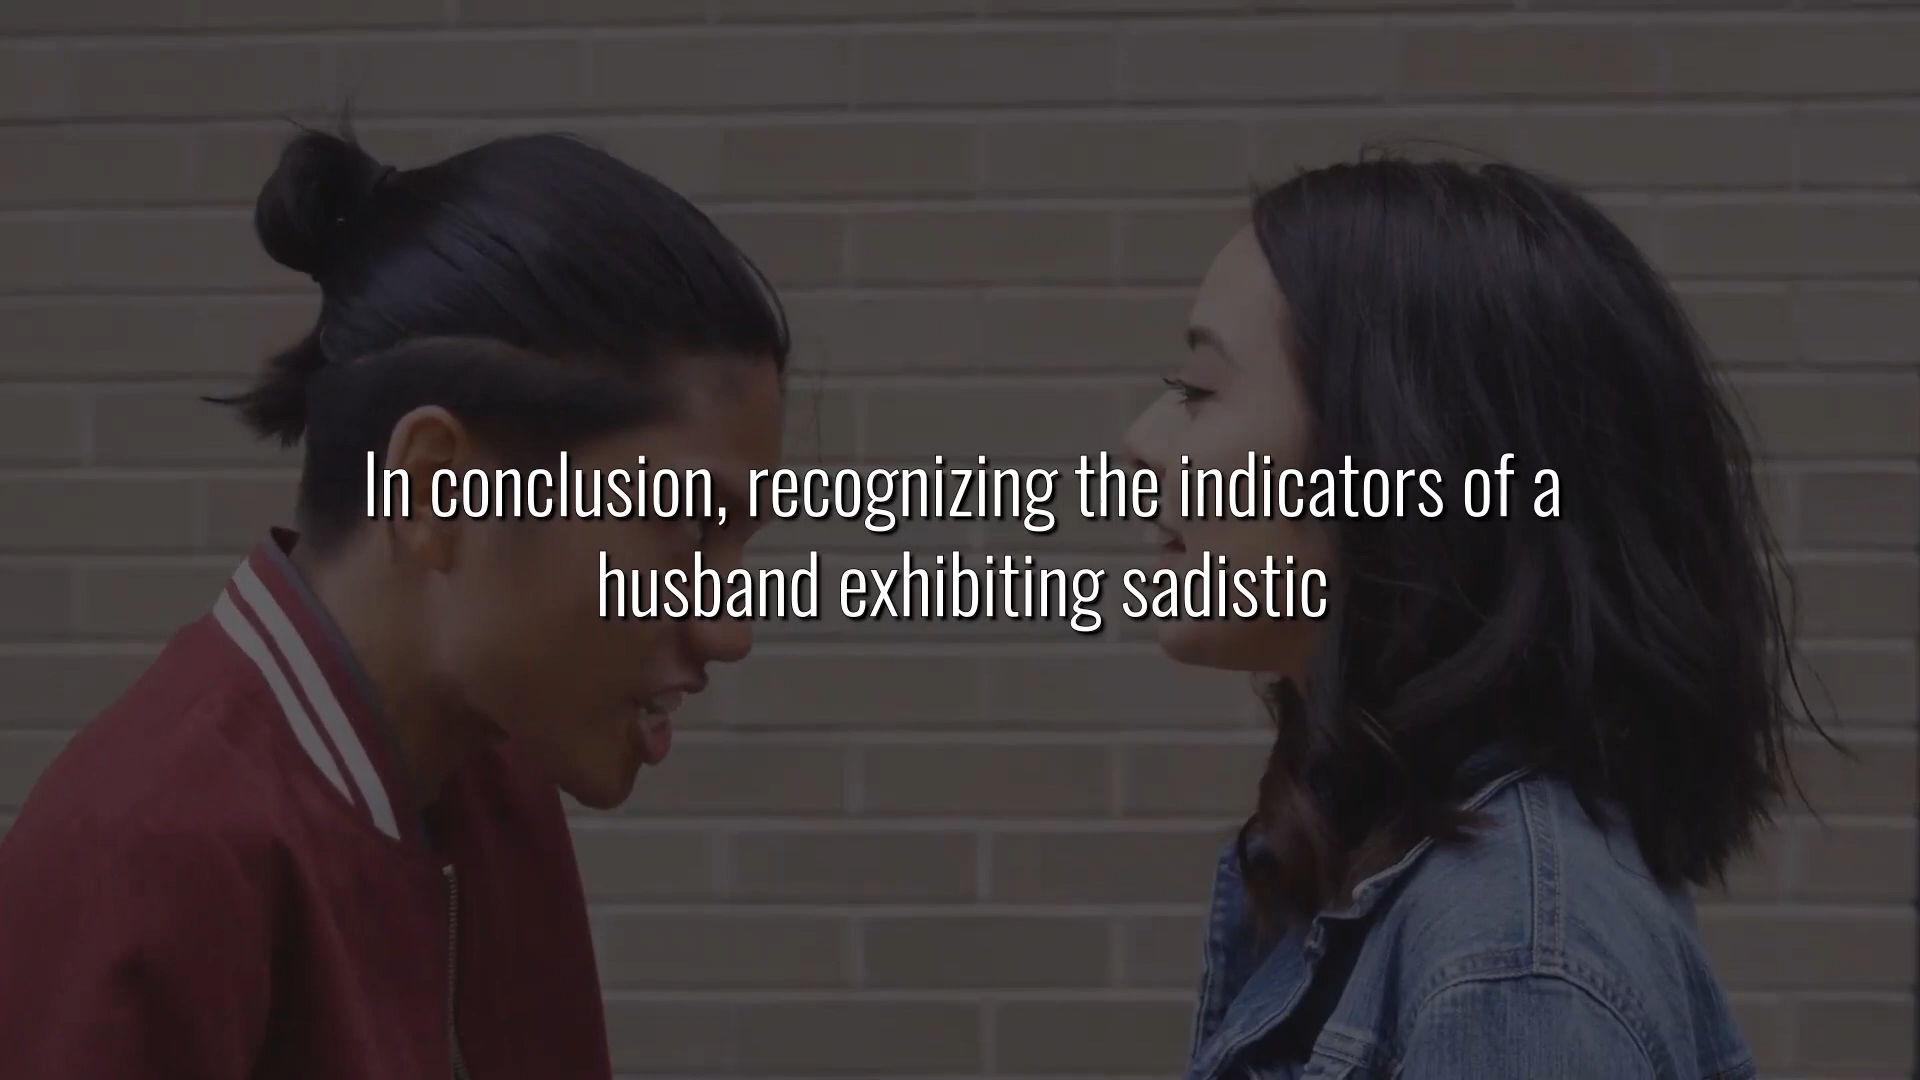 In conclusion, recognizing the indicators of a
husband exhibiting sadistic